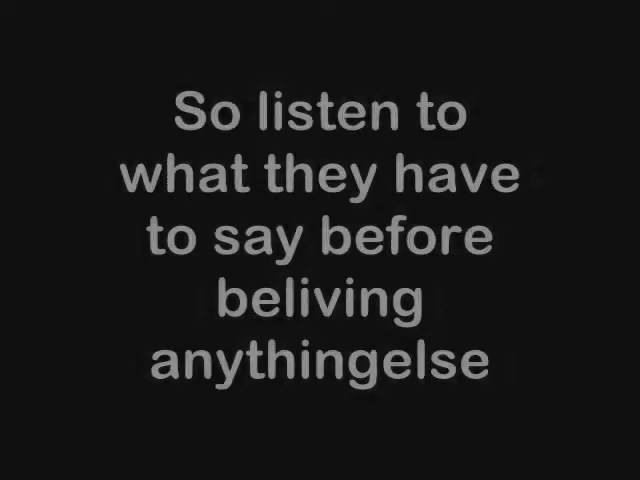 So listen to
what they have
to say before
beliving
anythingelse